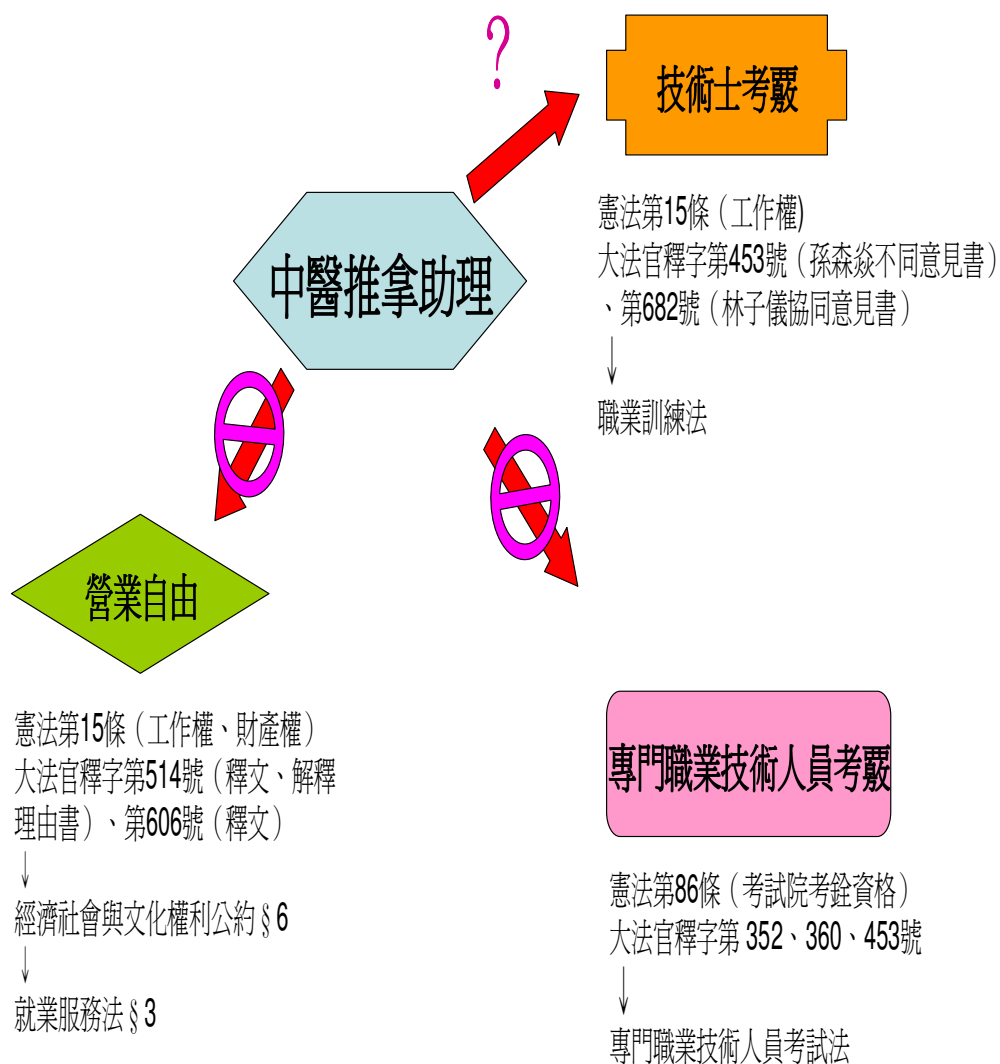 ？
技術士考覈
憲法第15條（工作權)
大法官釋字第453號（孫森焱不同意見書）
、第682號（林子儀協同意見書）
↓
職業訓練法
中醫推拿助理
營業自由
憲法第15條（工作權、財產權）
大法官釋字第514號（釋文、解釋
理由書）、第606號（釋文）
↓
經濟社會與文化權利公約§6
↓
就業服務法§3
專門職業技術人員考覈
憲法第86條（考試院考銓資格）
大法官釋字第 352、360、453號
↓
專門職業技術人員考試法